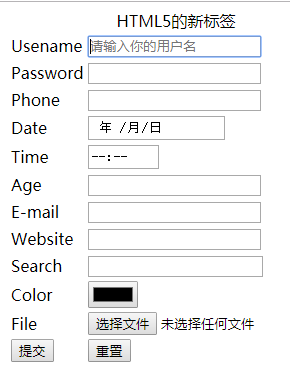 HTML5的新标签
Usename 请输入你的用户名
Password
Phone
Date 年 /月/日
Time --:--
Age
E-mail
Website
Search
Color
File 选择文件 未选择任何文件
提交 重置